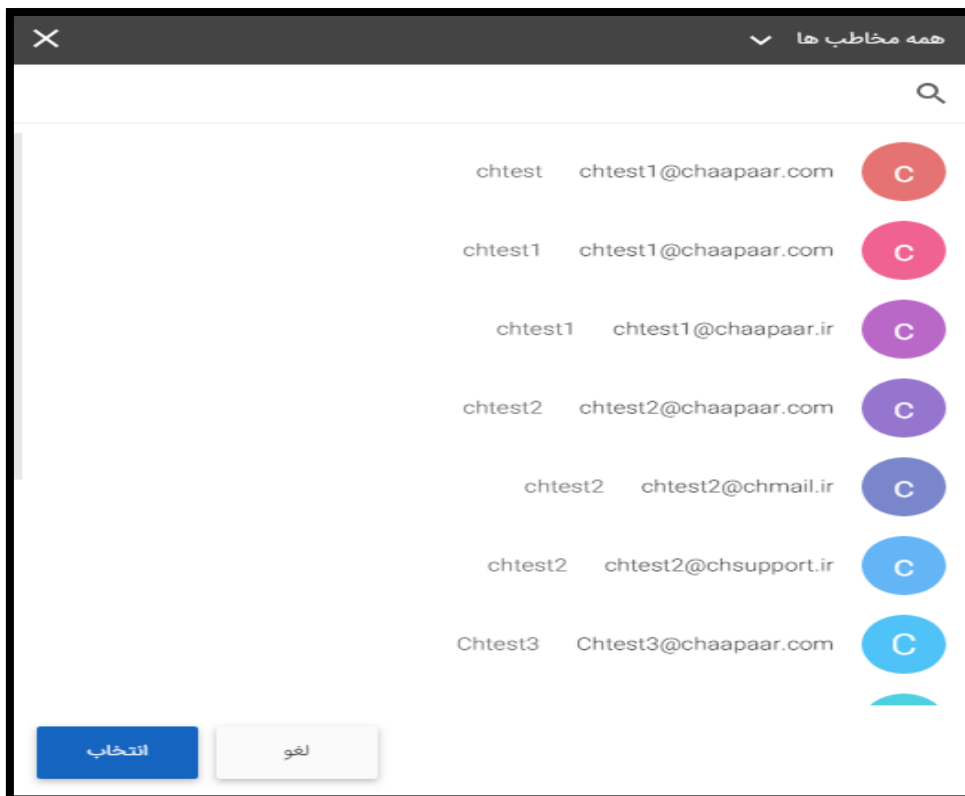 همه مخاطب ها
C chtest1@chaapaar.com chtest
C chtest1@chaapaar.com chtest1
C chtest1@chaapaar.ir chtest1
C chtest2@chaapaar.com chtest2
C chtest2@chmail.ir chtest2
C chtest2@chsupport.ir chtest2
C Chtest3@chaapaar.com Chtest3
لغو انتخاب